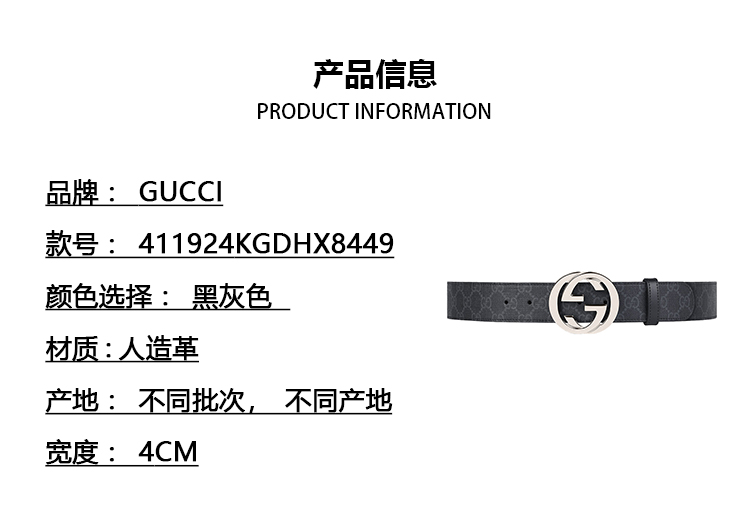 产品信息
PRODUCT INFORMATION
品牌： GUCCI
款号： 411924KGDHX8449
颜色选择： 黑灰色
材质 : 人造革
产地： 不同批次， 不同产地
宽度： 4CM